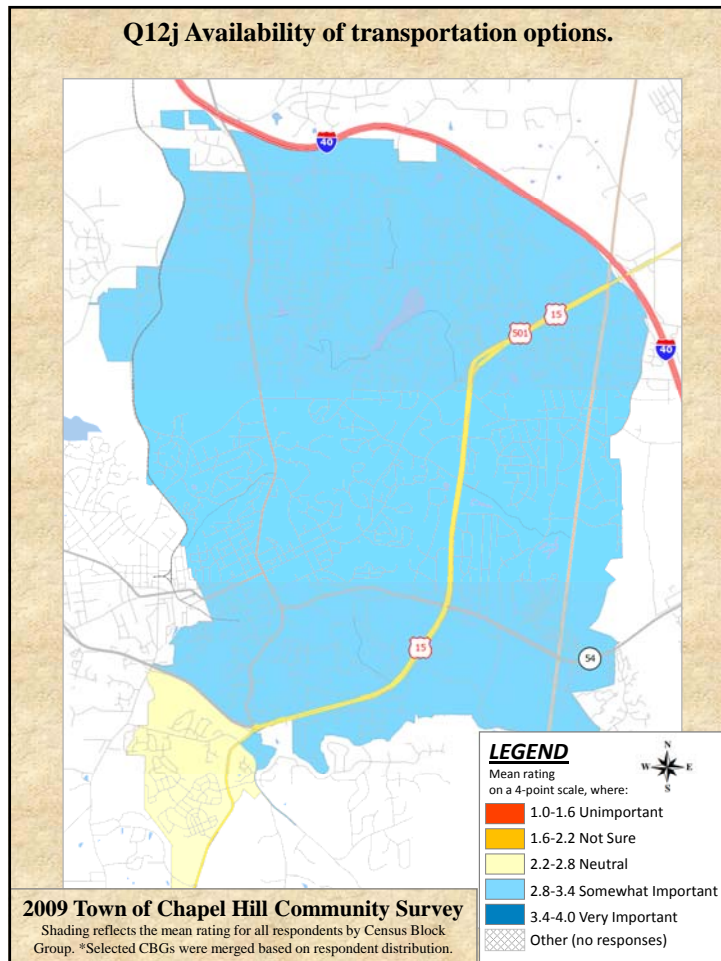 Q12j Availability of transportation options.
40
15
501
40
15
54
LEGEND
N
W E
S
Mean rating
on a 4-point scale, where:
1.0-1.6 Unimportant
1.6-2.2 Not Sure
2.2-2.8 Neutral
2.8-3.4 Somewhat Important
3.4-4.0 Very Important
Other (no responses)
2009 Town of Chapel Hill Community Survey
Shading reflects the mean rating for all respondents by Census Block
Group. *Selected CBGs were merged based on respondent distribution.